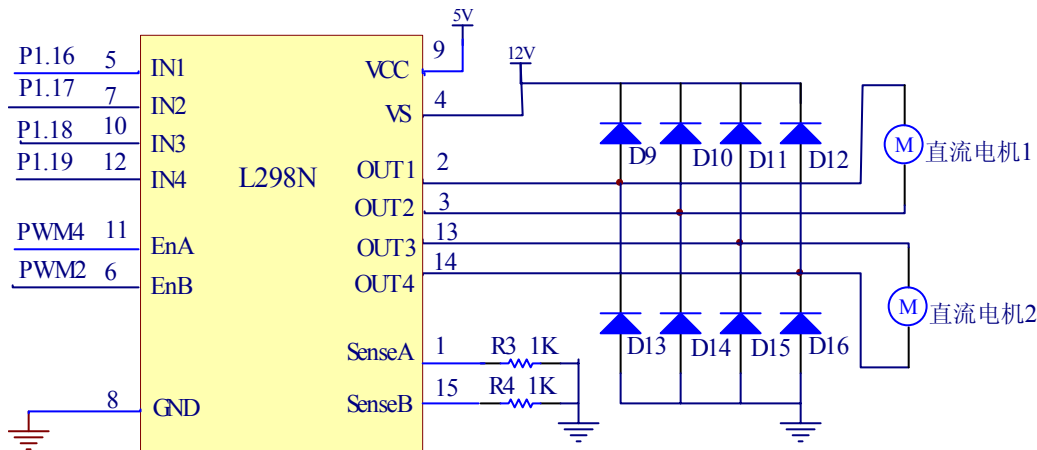 5V
P1.16 5 IN1 VCC 9 12V
P1.17 7 IN2 VS 4
P1.18 10 IN3
P1.19 12 IN4 L298N OUT1 2 D9 D10 D11 D12 M 直流电机1
OUT2 3
PWM4 11 EnA OUT3 13
PWM2 6 EnB OUT4 14
M 直流电机2
SenseA 1 R3 1K D13 D14 D15 D16
SenseB 15 R4 1K
8 GND